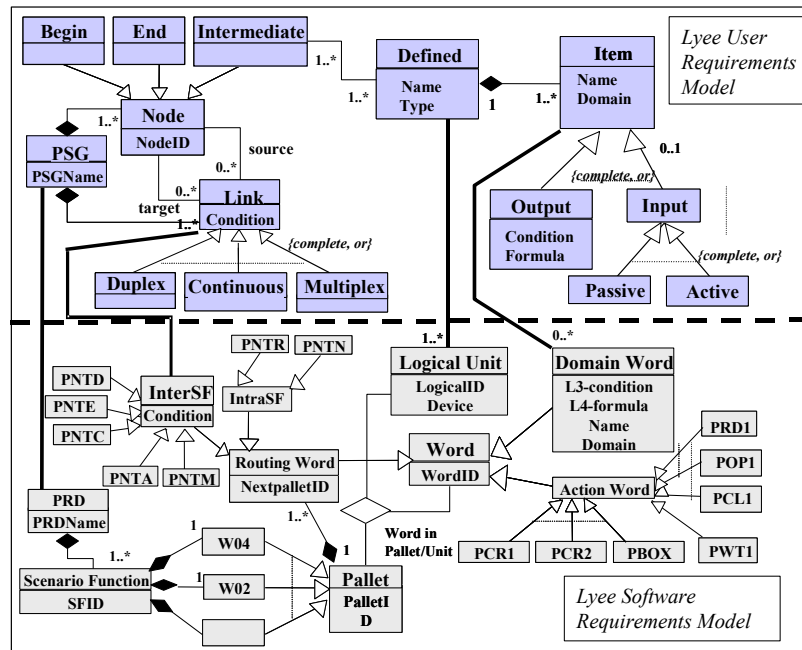 Begin
End
Intermediate
Defined
Name
Type
Item
Name
Domain
Lyee User
Requirements
Model
1..*
1..*
1
1..*
Node
NodeID
1..*
source
0..*
0..*
PSG
PSGName
Link
Condition
target
1..*
0..1
{complete, or}
Output
Condition
Formula
Input
{complete, or}
{complete, or}
Duplex
Continuous
Multiplex
Passive
Active
1..*
0..*
PNTR
PNTN
PNTD
PNTE
PNTC
InterSF
Condition
IntraSF
PNTA
PNTM
Logical Unit
LogicalID
Device
Domain Word
L3-condition
L4-formula
Name
Domain
Routing Word
NextpalletID
Word
WordID
Action Word
PRD1
POP1
PCL1
PWT1
PCR1
PCR2
PBOX
PRD
PRDName
1..*
1
Word in
Pallet/Unit
1..*
Scenario Function
SFID
1
W04
1
W02
Pallet
PalletI
D
Lyee Software
Requirements Model